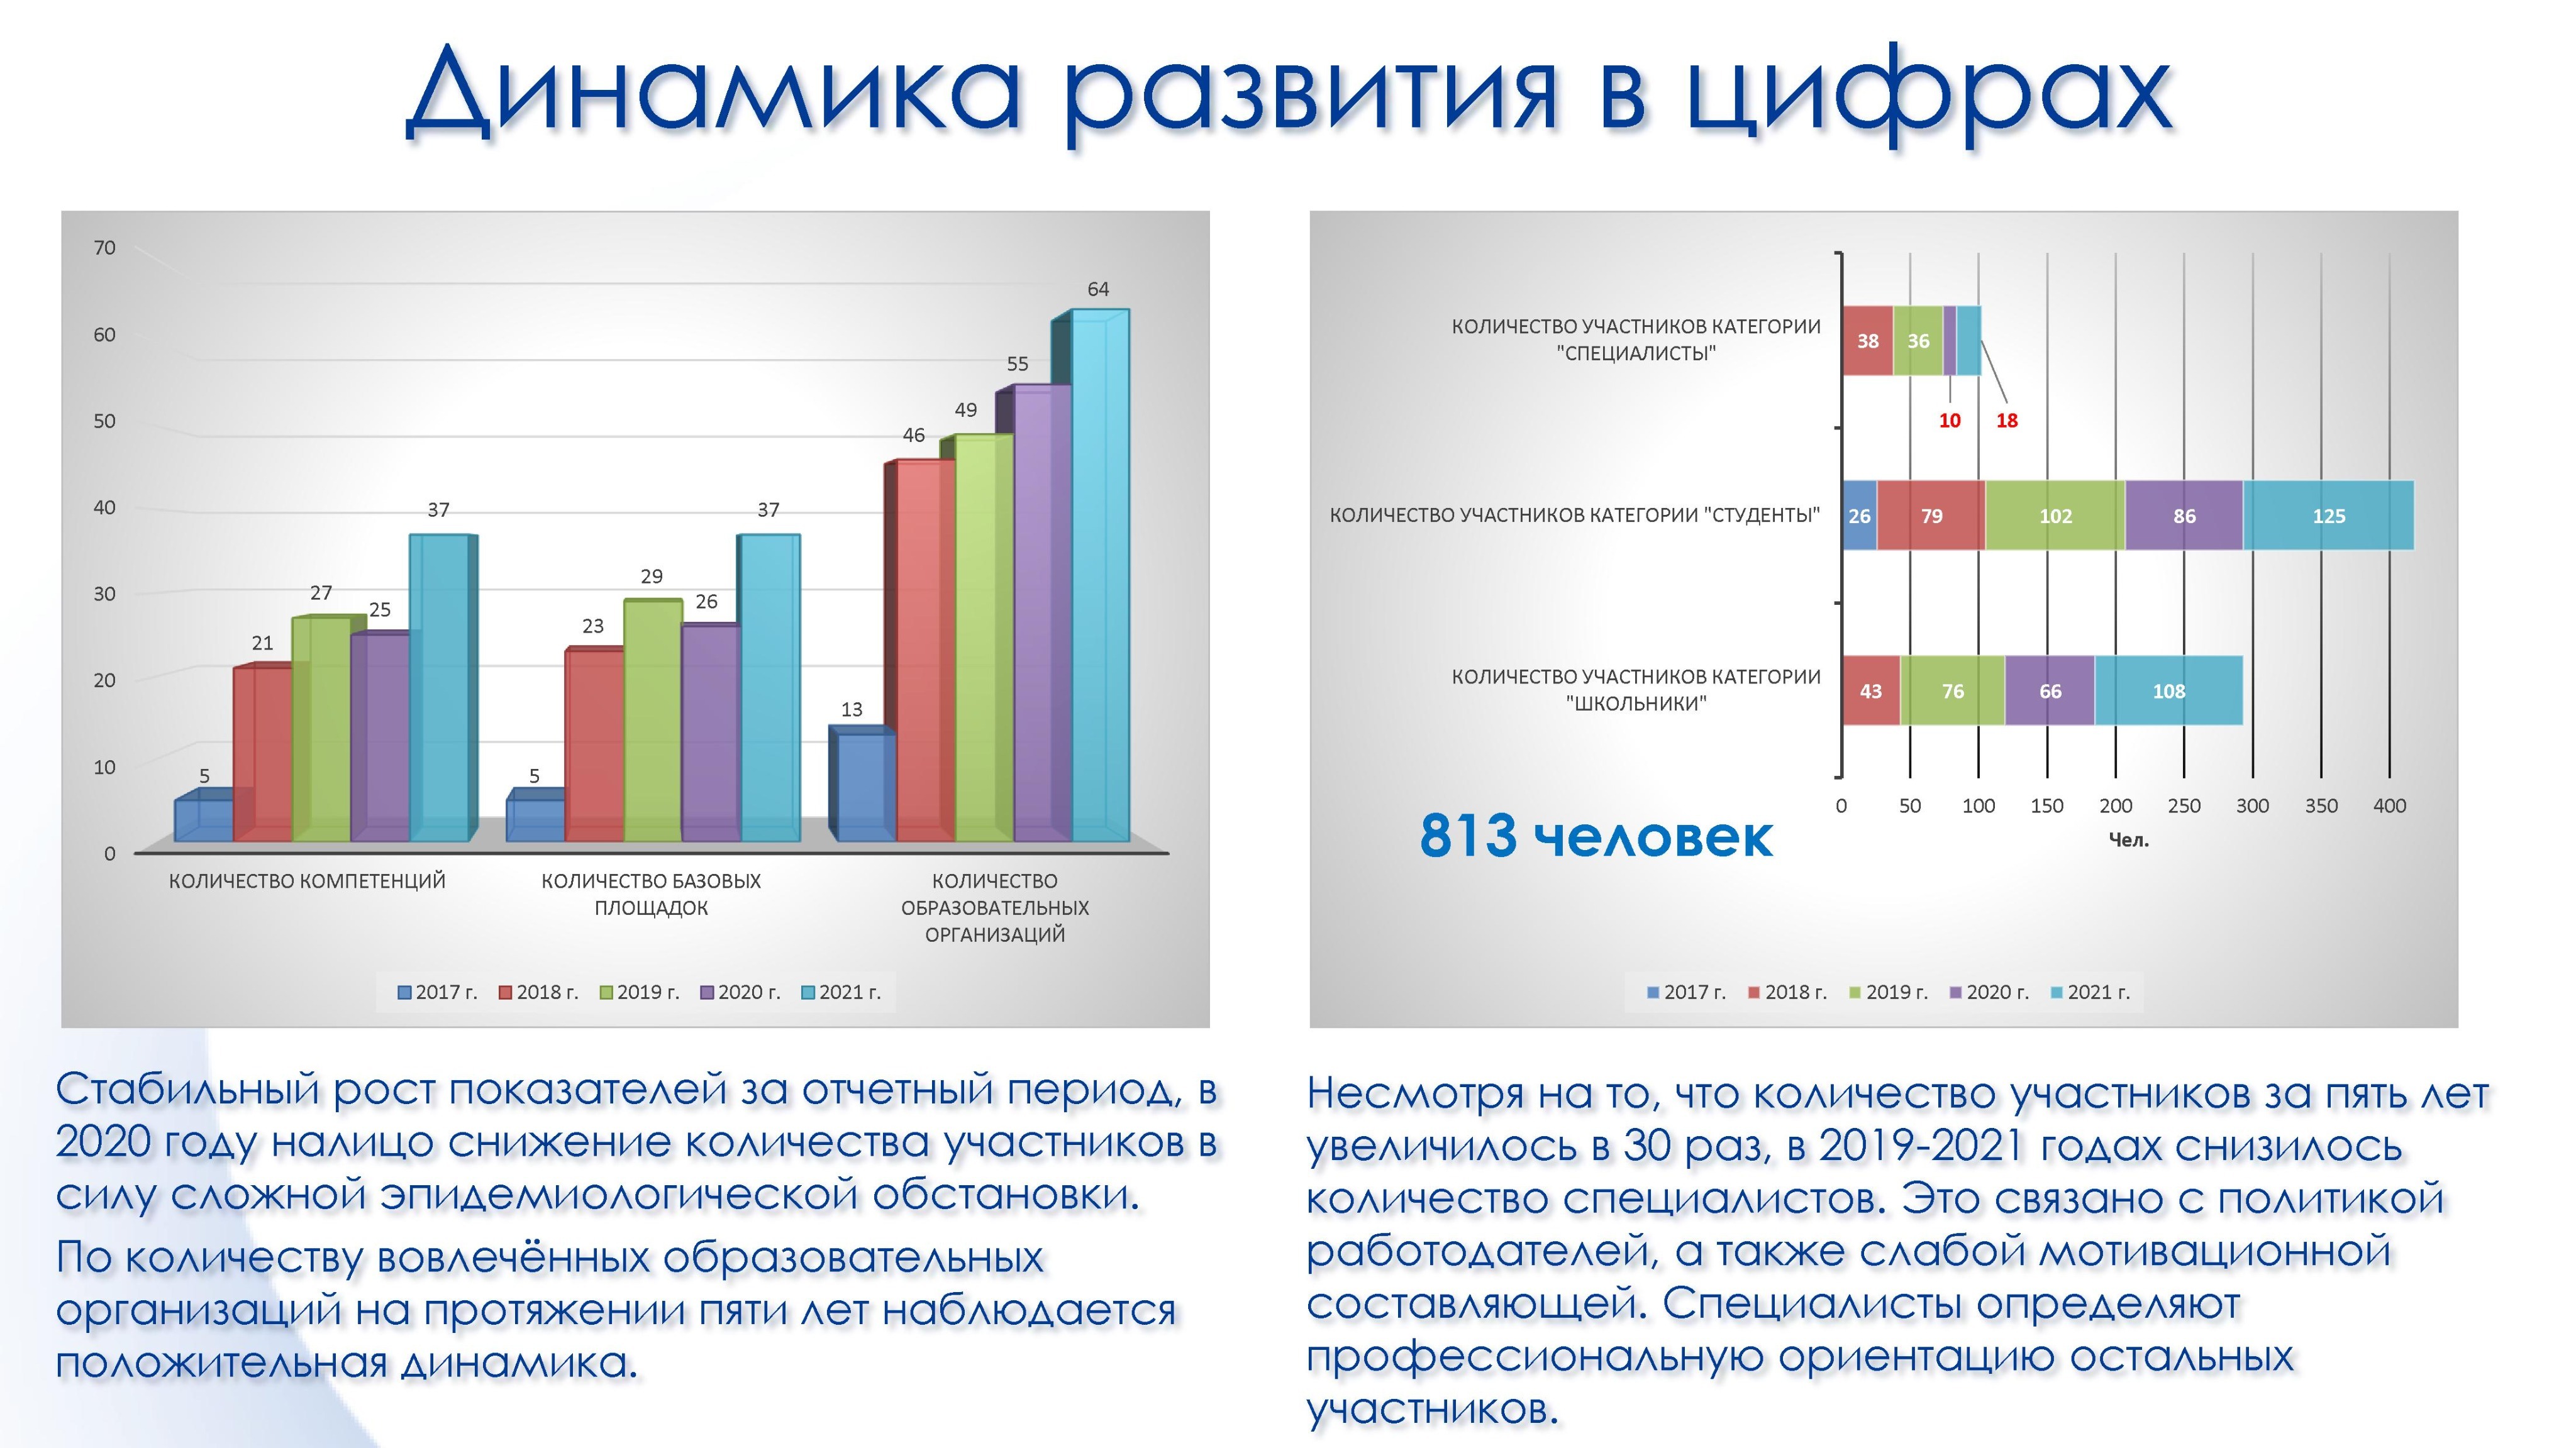 Динамика развития в цифрах
70
60
50
40
30
20
10
0
5
21
27
25
37
5
23
29
26
37
13
46
49
55
64
КОЛИЧЕСТВО КОМПЕТЕНЦИЙ
КОЛИЧЕСТВО БАЗОВЫХ
ПЛОЩАДОК
КОЛИЧЕСТВО
ОБРАЗОВАТЕЛЬНЫХ
ОРГАНИЗАЦИЙ
2017 г. 2018 г. 2019 г. 2020 г. 2021 г.
КОЛИЧЕСТВО УЧАСТНИКОВ КАТЕГОРИИ
"СПЕЦИАЛИСТЫ"
38 36
10 18
КОЛИЧЕСТВО УЧАСТНИКОВ КАТЕГОРИИ "СТУДЕНТЫ"
26 79 102 86 125
КОЛИЧЕСТВО УЧАСТНИКОВ КАТЕГОРИИ
"ШКОЛЬНИКИ"
43 76 66 108
0 50 100 150 200 250 300 350 400
Чел.
813 человек
2017 г. 2018 г. 2019 г. 2020 г. 2021 г.
Стабильный рост показателей за отчетный период, в
2020 году налицо снижение количества участников в
силу сложной эпидемиологической обстановки.
По количеству вовлечённых образовательных
организаций на протяжении пяти лет наблюдается
положительная динамика.
Несмотря на то, что количество участников за пять лет
увеличилось в 30 раз, в 2019-2021 годах снизилось
количество специалистов. Это связано с политикой
работодателей, а также слабой мотивационной
составляющей. Специалисты определяют
профессиональную ориентацию остальных
участников.